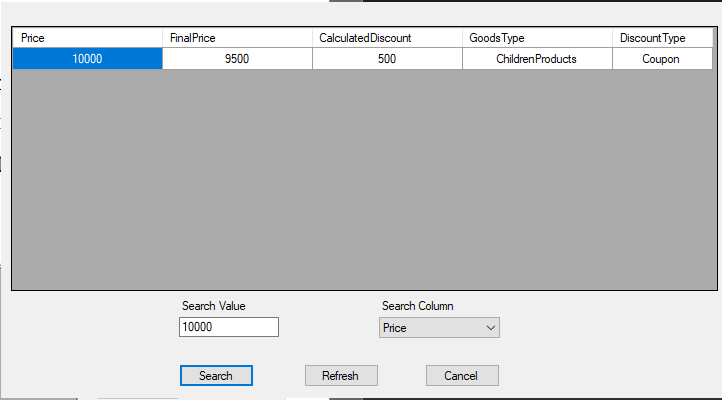 Price FinalPrice CalculatedDiscount GoodsType DiscountType
10000 9500 500 ChildrenProducts Coupon
Search Value Search Column
10000 Price
Search Refresh Cancel